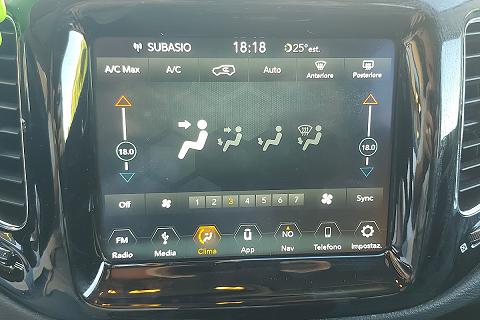 SUBASIO 18:18 25° est.
A/C Max A/C Auto Anteriore Posteriore
18.0 18.0
Off 1 2 3 4 5 6 7 Sync
FM NO
Radio Media Clima App Nav Telefono Impostaz.